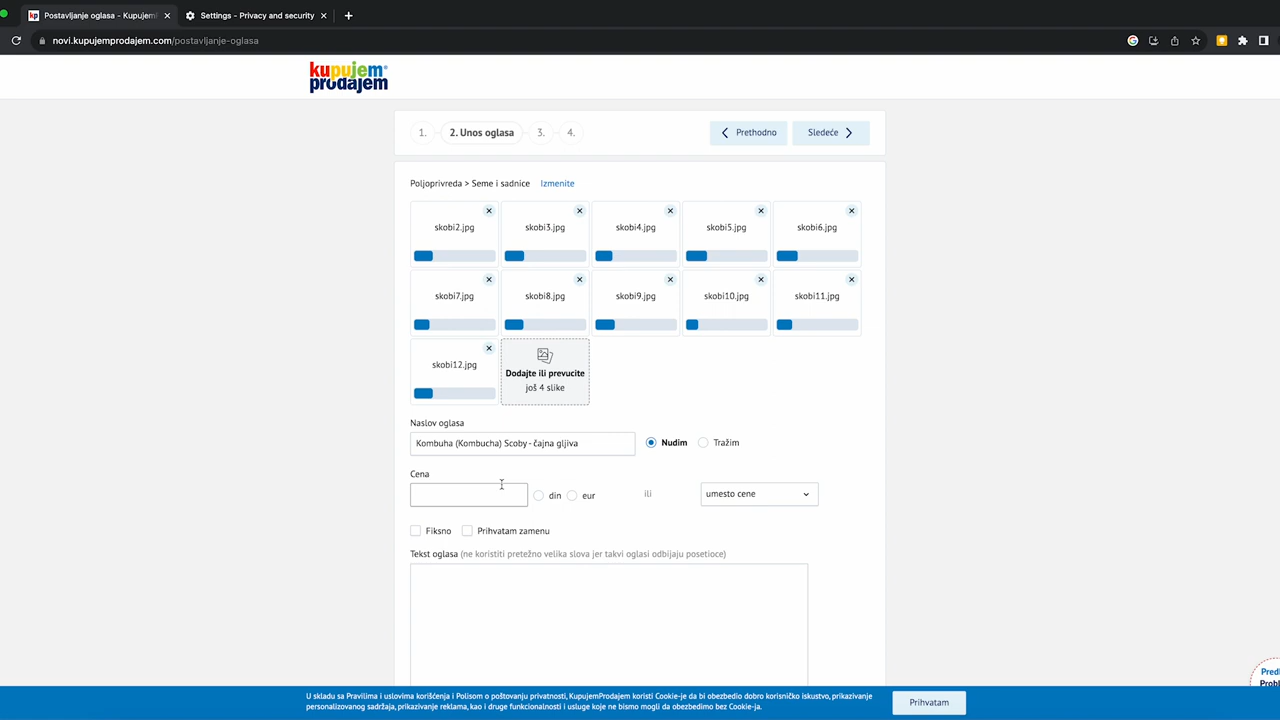 Postavljanje oglasa - Kupujem
Settings - Privacy and security
novi.kupujemprodajem.com/postavljanje-oglasa
kupujem
prodajem
1.
2. Unos oglasa
3.
4.
Prethodno
Sledeće
Poljoprivreda > Seme i sadnice
Izmenite
skobi2.jpg
skobi3.jpg
skobi4.jpg
skobi5.jpg
skobi6.jpg
skobi7.jpg
skobi8.jpg
skobi9.jpg
skobi10.jpg
skobi11.jpg
skobi12.jpg
Dodajte ili prevucite
još 4 slike
Naslov oglasa
Kombuha (Kombucha) Scoby - čajna gljiva
Nudim
Tražim
Cena
din
eur
ili
umesto cene
Fiksno
Prihvatam zamenu
Tekst oglasa (ne koristiti pretežno velika slova jer takvi oglasi odbijaju posetioce)
U skladu sa Pravilima i uslovima korišćenja i Polisom o poštovanju privatnosti, KupujemProdajem koristi Cookie-je da bi obezbedio dobro korisničko iskustvo, prikazivanje
personalizovanog sadržaja, prikazivanje reklama, kao i druge funkcionalnosti i usluge koje ne bismo mogli da obezbedimo bez Cookie-ja.
Prihvatam